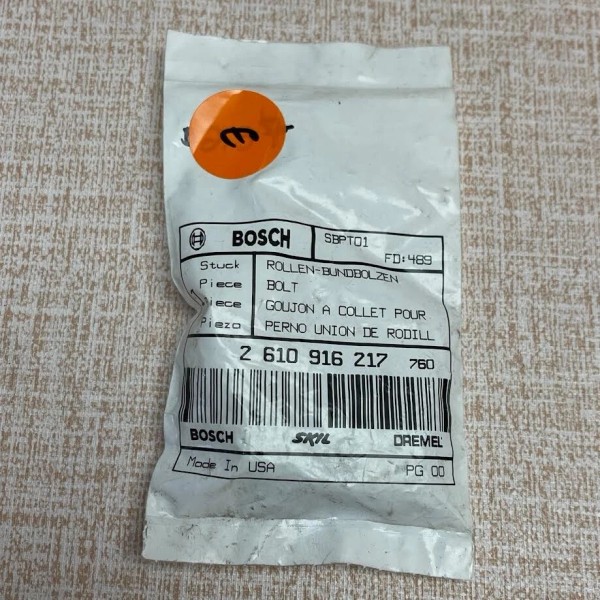 BOSCH
SBPT01
FD:489
Stuck ROLLEN-BUNDBOLZEN
Piece BOLT
iece GOUJON A COLLET POUR
Piezo PERNO UNION DE RODILL
2 610 916 217 760
BOSCH SKIL DREMEL
Made In USA PG 00